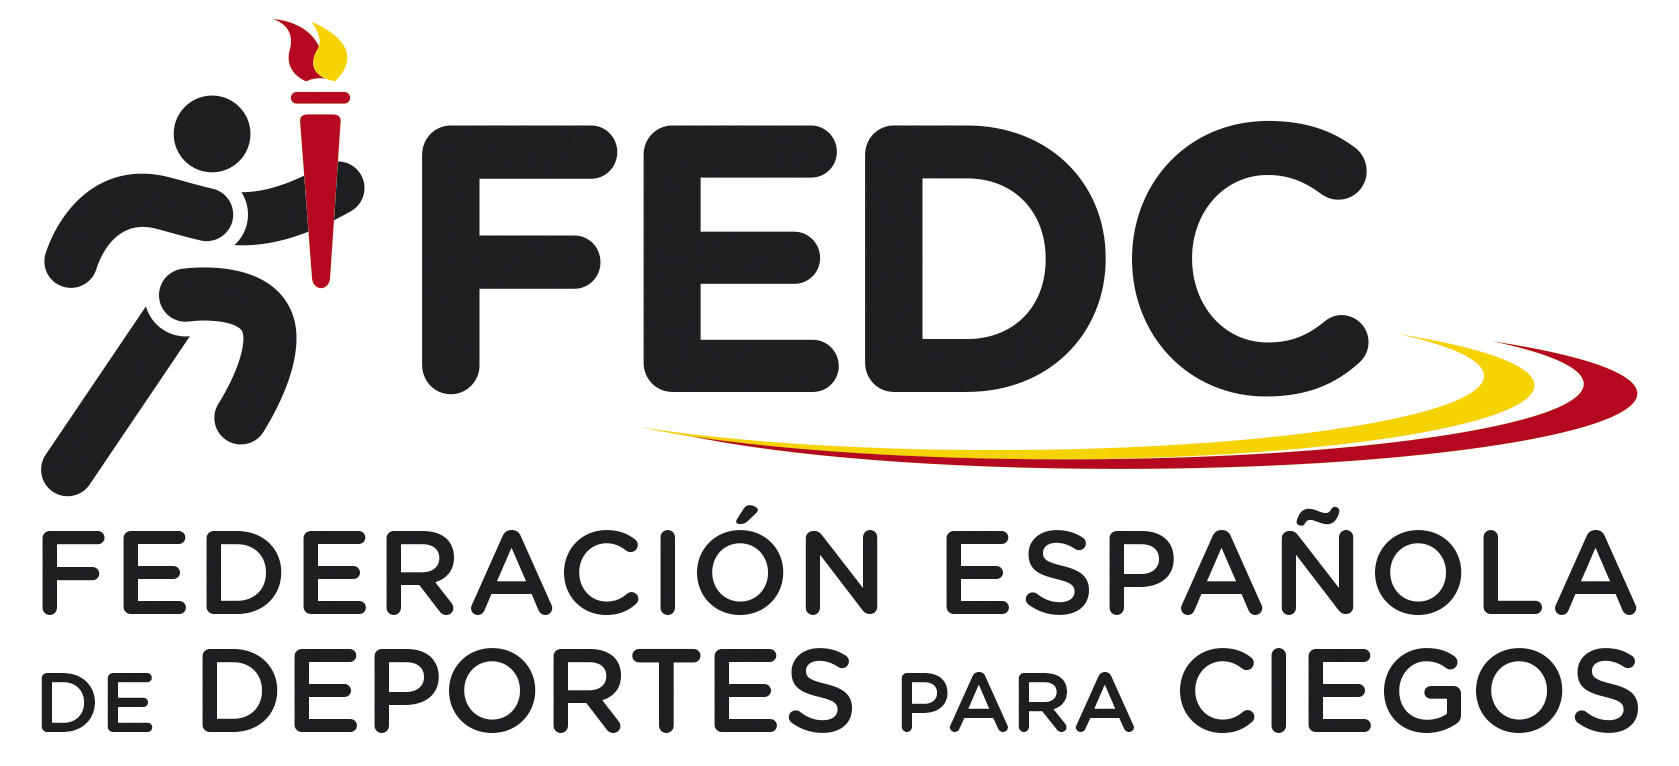 FEDC
FEDERACIÓN ESPAÑOLA
DE DEPORTES PARA CIEGOS